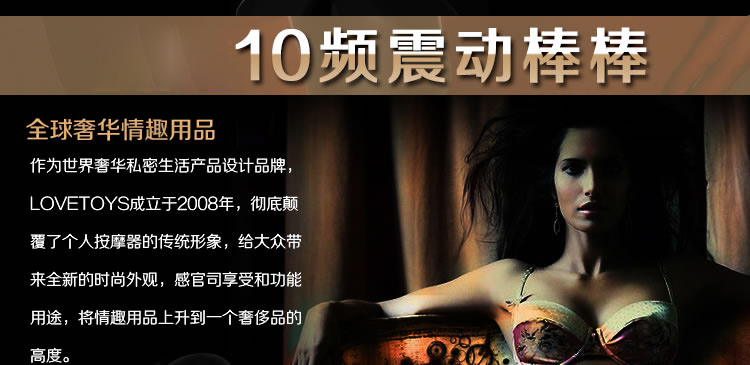 10频震动棒棒
全球奢华情趣用品
作为世界奢华私密生活产品设计品牌，
LOVETOYS成立于2008年，彻底颠
覆了个人按摩器的传统形象，给大众带
来全新的时尚外观，感官司享受和功能
用途，将情趣用品上升到一个奢侈品的
高度。